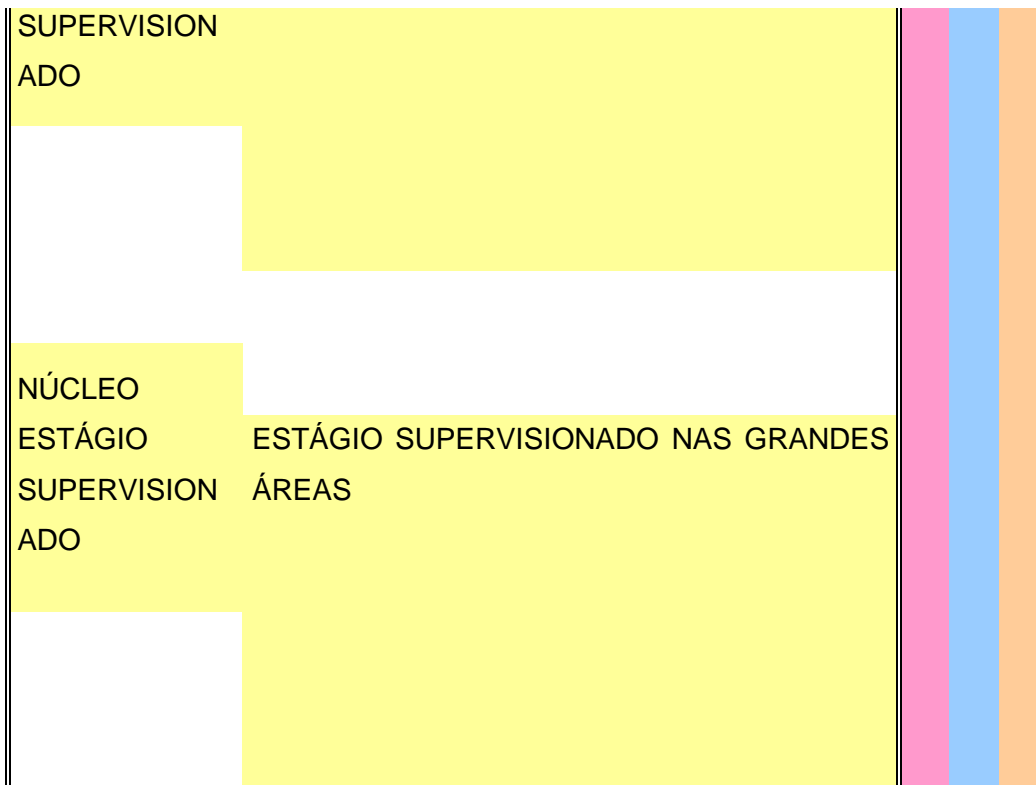 SUPERVISION
ADO
NÚCLEO
ESTÁGIO
SUPERVISION
ADO
ESTÁGIO SUPERVISIONADO NAS GRANDES
ÁREAS